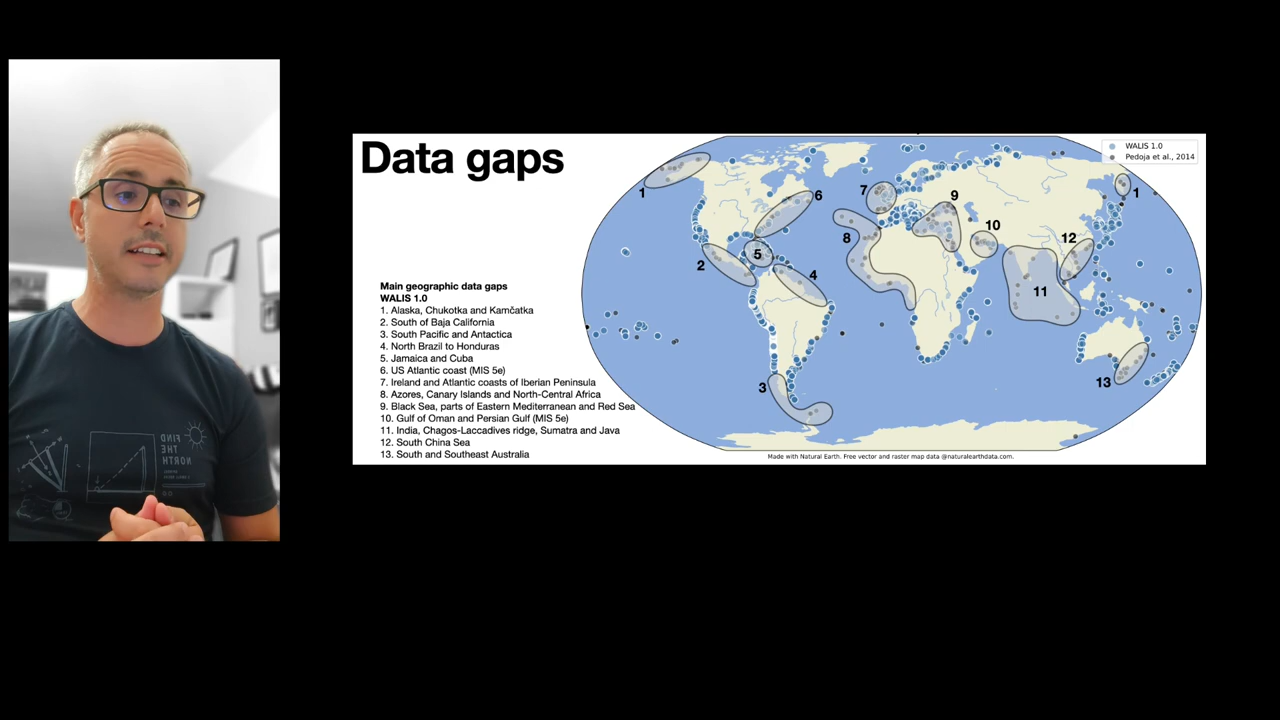 Data gaps
Main geographic data gaps
WALIS 1.0
1. Alaska, Chukotka and Kamčatka
2. South of Baja California
3. South Pacific and Antactica
4. North Brazil to Honduras
5. Jamaica and Cuba
6. US Atlantic coast (MIS 5e)
7. Ireland and Atlantic coasts of Iberian Peninsula
8. Azores, Canary Islands and North-Central Africa
9. Black Sea, parts of Eastern Mediterranean and Red Sea
10. Gulf of Oman and Persian Gulf (MIS 5e)
11. India, Chagos-Laccadives ridge, Sumatra and Java
12. South China Sea
13. South and Southeast Australia
WALIS 1.0
Pedoja et al., 2014
1
6
7
9
1
10
8
12
5
2
4
11
3
13
Made with Natural Earth. Free vector and raster map data @naturalearthdata.com.
FIND
THE
NORTH